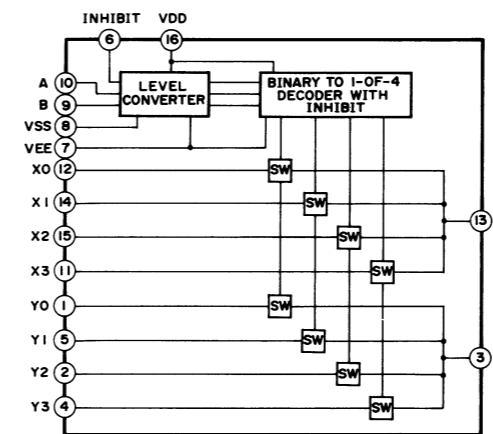 INHIBIT VDD
6 16
A 10
B 9
VSS 8
VEE 7
LEVEL
CONVERTER
BINARY TO 1-OF-4
DECODER WITH
INHIBIT
X0 12 SW
X1 14 SW
13
X2 15 SW
X3 11 SW
Y0 1 SW
Y1 5 SW
3
Y2 2 SW
Y3 4 SW